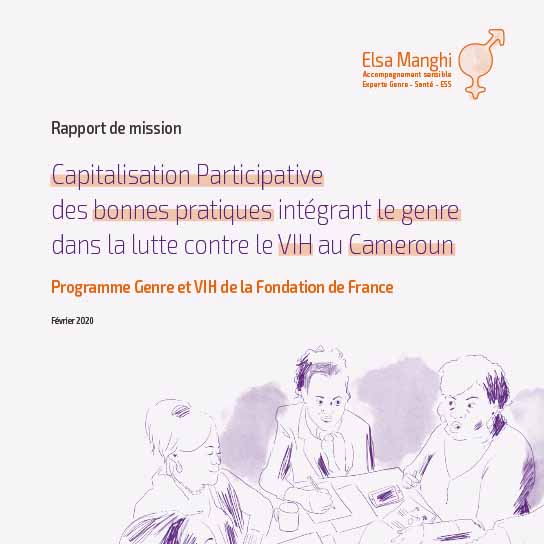 Elsa Manghi
Accompagnement sensible
Experte Genre - Santé - ESS
Rapport de mission
Capitalisation Participative
des bonnes pratiques intégrant le genre
dans la lutte contre le VIH au Cameroun
Programme Genre et VIH de la Fondation de France
Février 2020